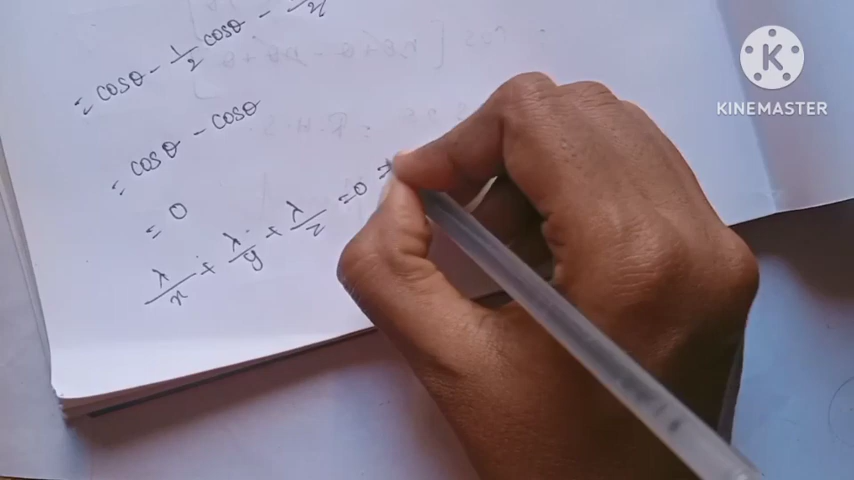 = cosθ - 1/2 cosθ -
= cosθ - cosθ
= 0
λ/x + λ/y + λ/z = 0
K
KINEMASTER